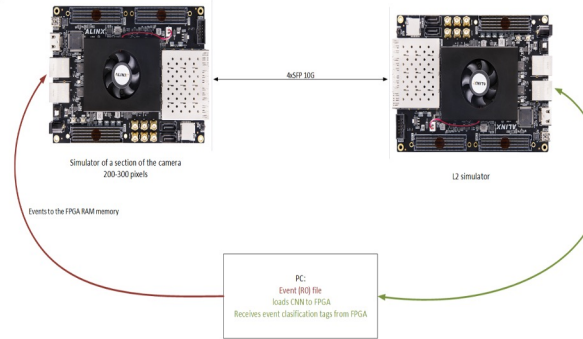 ALINX
4xSFP 10G
ALINX
Simulator of a section of the camera
200-300 pixels
L2 simulator
Events to the FPGA RAM memory
PC:
Event (R0) file
loads CNN to FPGA
Receives event clasification tags from FPGA